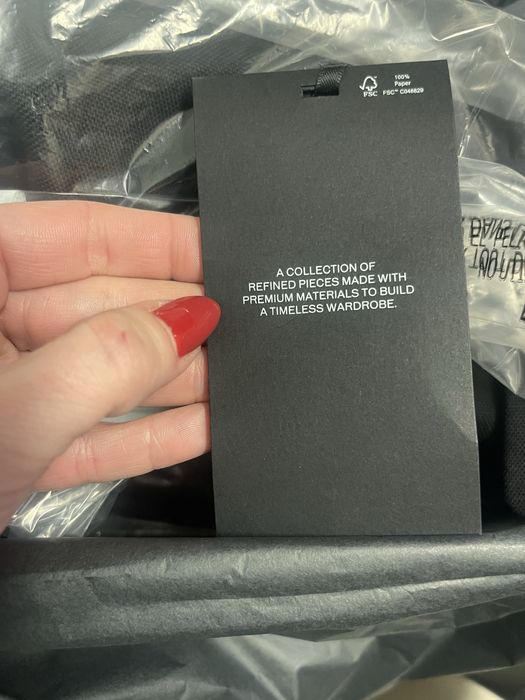 FSC
100%
Paper
FSC™ C046829
A COLLECTION OF
REFINED PIECES MADE WITH
PREMIUM MATERIALS TO BUILD
A TIMELESS WARDROBE.